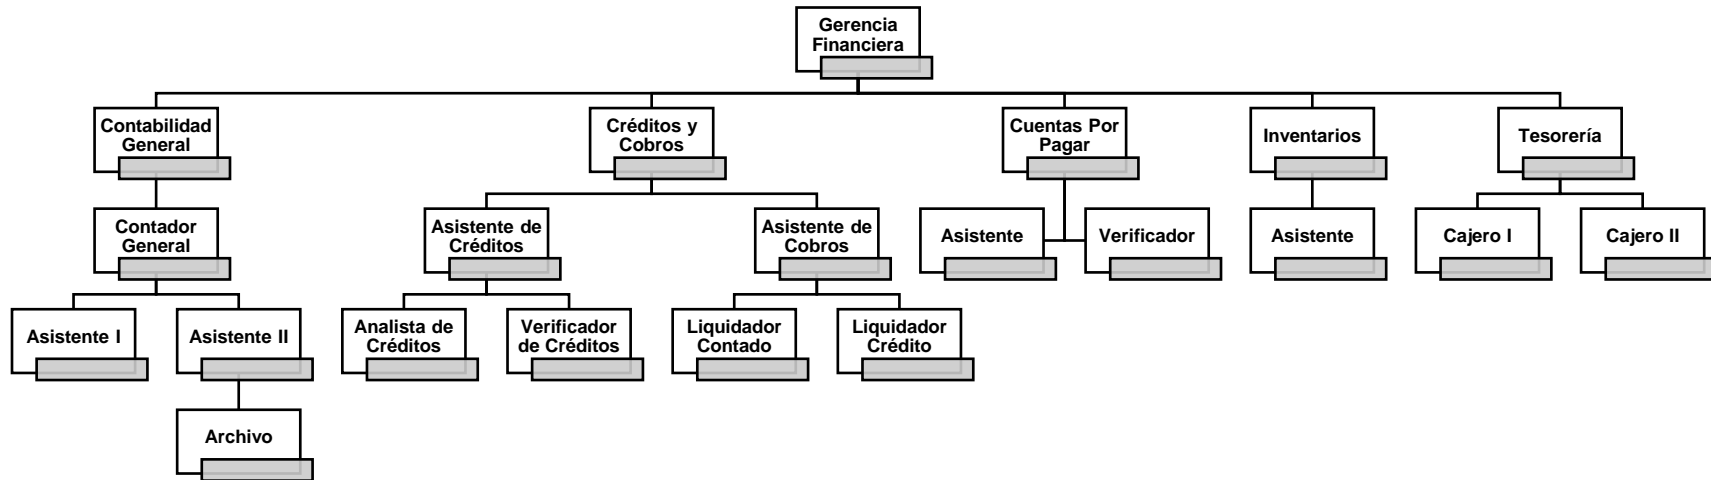 Gerencia
Financiera
Contabilidad
General
Créditos y
Cobros
Cuentas Por
Pagar
Inventarios
Tesorería
Contador
General
Asistente de
Créditos
Asistente de
Cobros
Asistente
Verificador
Asistente
Cajero I
Cajero II
Asistente I
Asistente II
Analista de
Créditos
Verificador
de Créditos
Liquidador
Contado
Liquidador
Crédito
Archivo